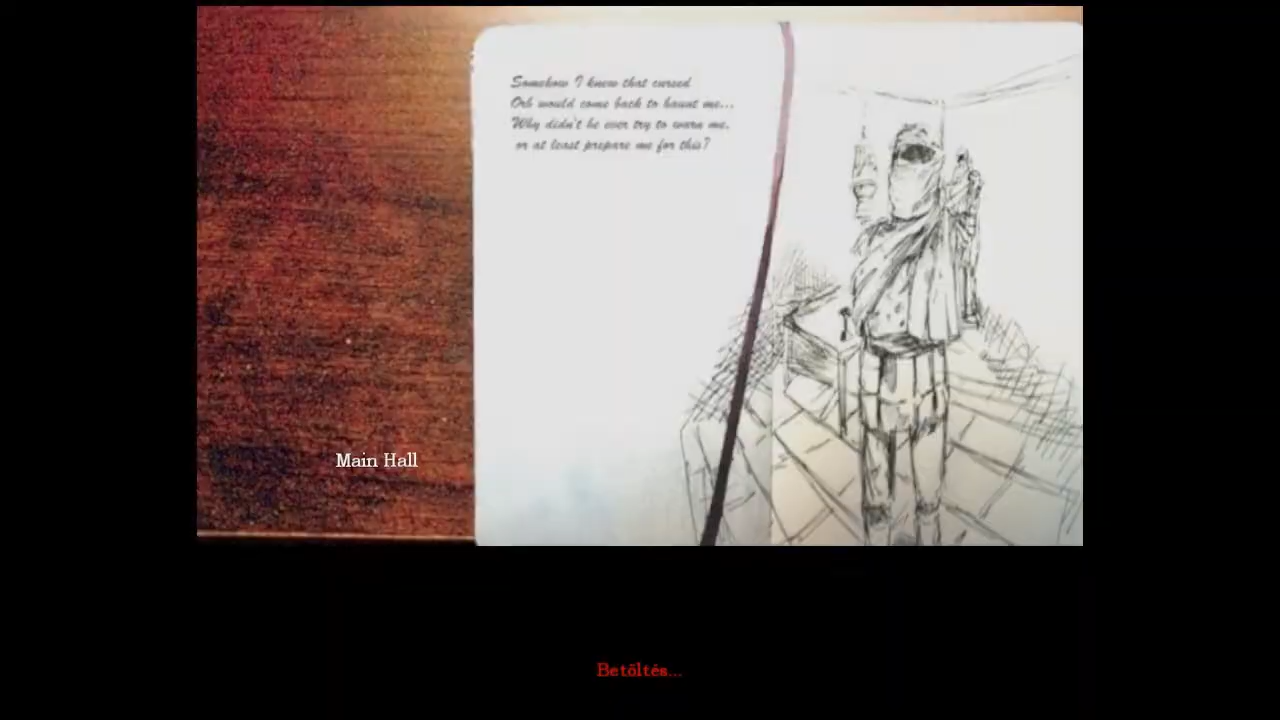 Somehow I knew that cursed
Orb would come back to haunt me...
Why didn't he ever try to warn me,
or at least prepare me for this?
Main Hall
Betöltés...